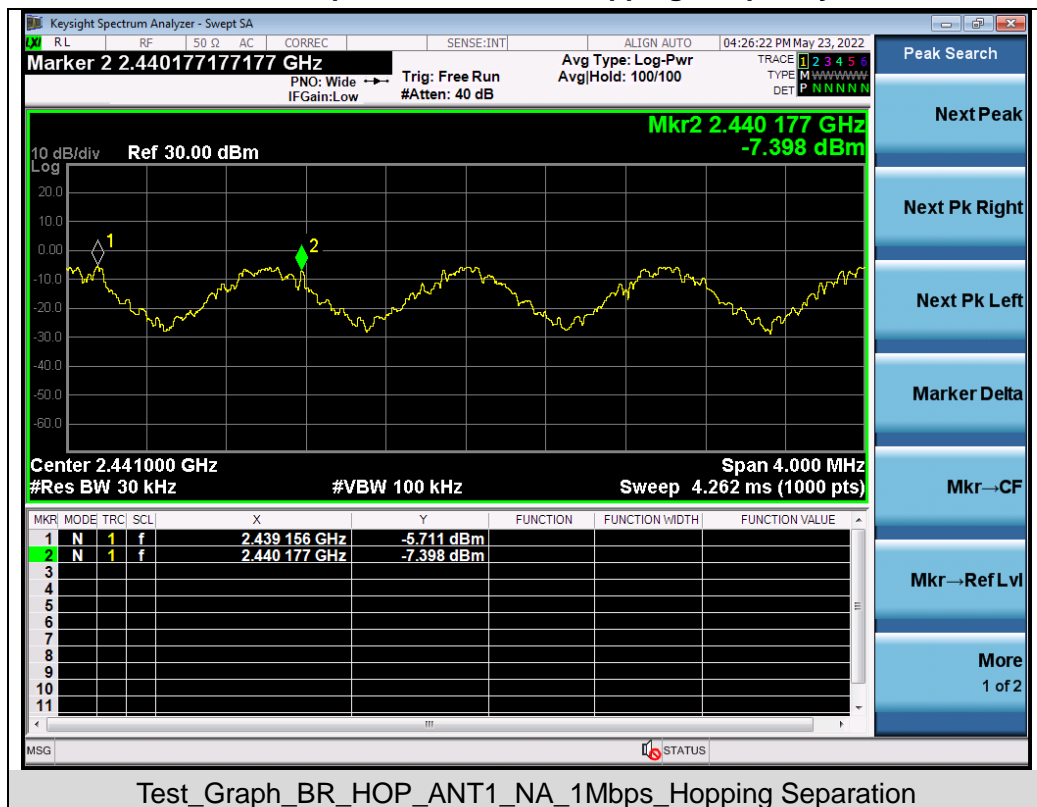 Keysight Spectrum Analyzer - Swept SA
LXI RL RF 50 Ω AC CORREC SENSE:INT ALIGN AUTO 04:26:22 PM May 23, 2022
Marker 2 2.440177177177 GHz
PNO: Wide
IFGain:Low
Trig: Free Run
#Atten: 40 dB
Avg Type: Log-Pwr
Avg|Hold: 100/100
TRACE 1 2 3 4 5 6
TYPE M WWWWW
DET P N N N N N
Mkr2 2.440 177 GHz
-7.398 dBm
10 dB/div Ref 30.00 dBm
Log
20.0
10.0
0.00
-10.0
-20.0
-30.0
-40.0
-50.0
-60.0
1
2
Center 2.441000 GHz Span 4.000 MHz
#Res BW 30 kHz #VBW 100 kHz Sweep 4.262 ms (1000 pts)
MKR MODE TRC SCL X Y FUNCTION FUNCTION WIDTH FUNCTION VALUE
1 N 1 f 2.439 156 GHz -5.711 dBm
2 N 1 f 2.440 177 GHz -7.398 dBm
3
4
5
6
7
8
9
10
11
MSG STATUS
Peak Search
Next Peak
Next Pk Right
Next Pk Left
Marker Delta
Mkr→CF
Mkr→Ref Lvl
More
1 of 2
Test_Graph_BR_HOP_ANT1_NA_1Mbps_Hopping Separation